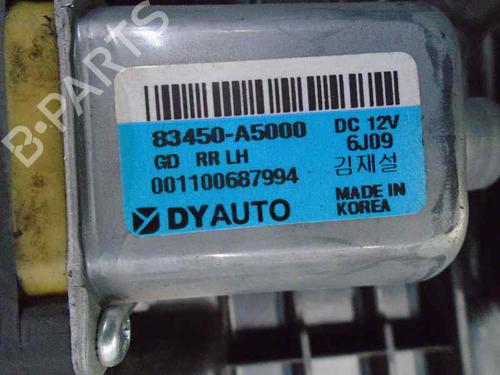 83450-A5000 DC 12V
GD RR LH 6J09
001100687994 김재설
DYAUTO MADE IN
KOREA
B-PARTS